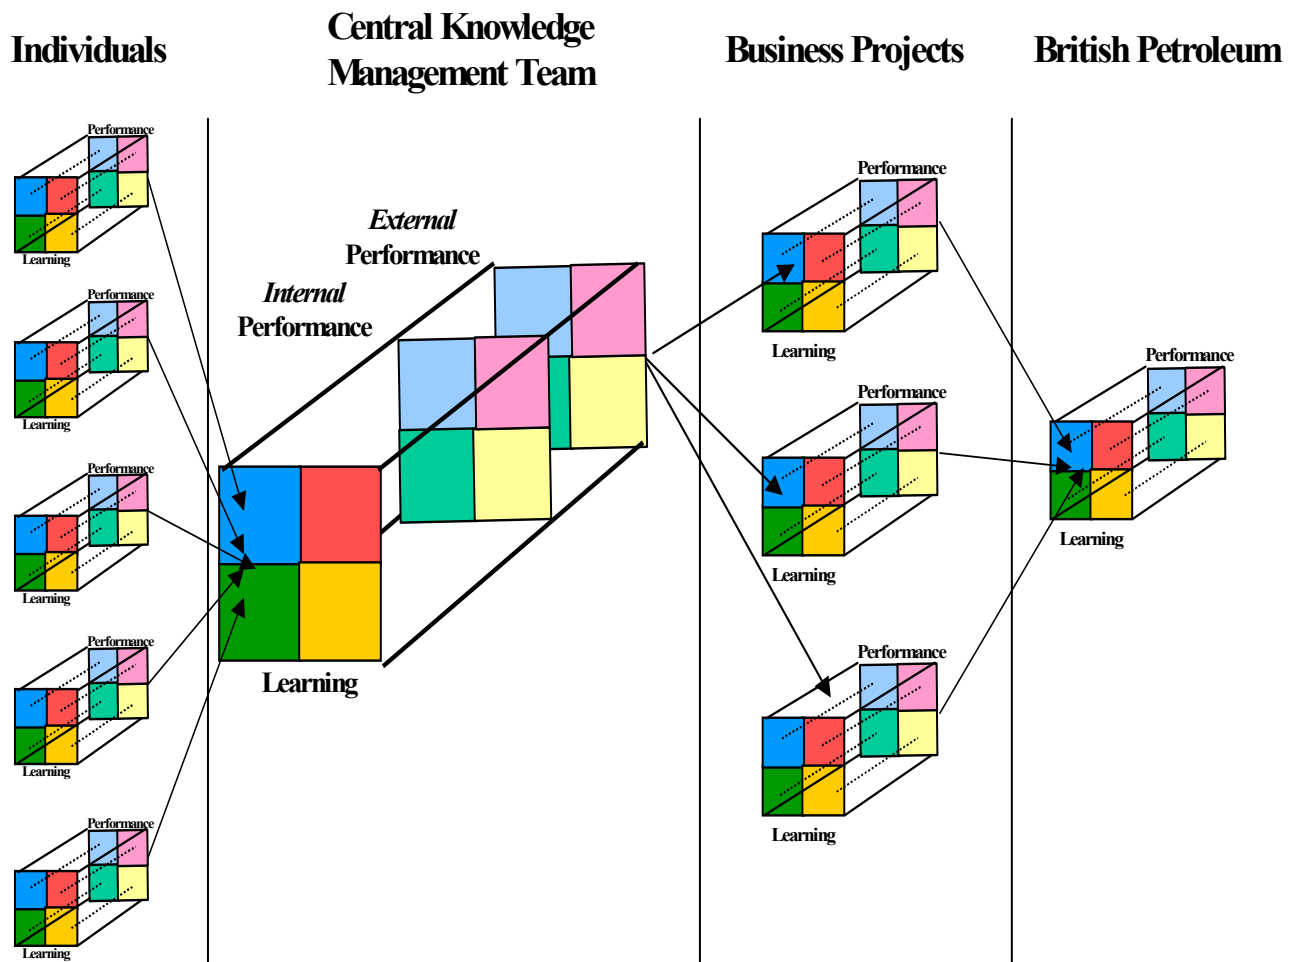 Individuals
Central Knowledge
Management Team
Business Projects
British Petroleum
Performance
Learning
Performance
Learning
Performance
Learning
Performance
Learning
Performance
Learning
External
Performance
Internal
Performance
Learning
Performance
Learning
Performance
Learning
Performance
Learning
Performance
Learning